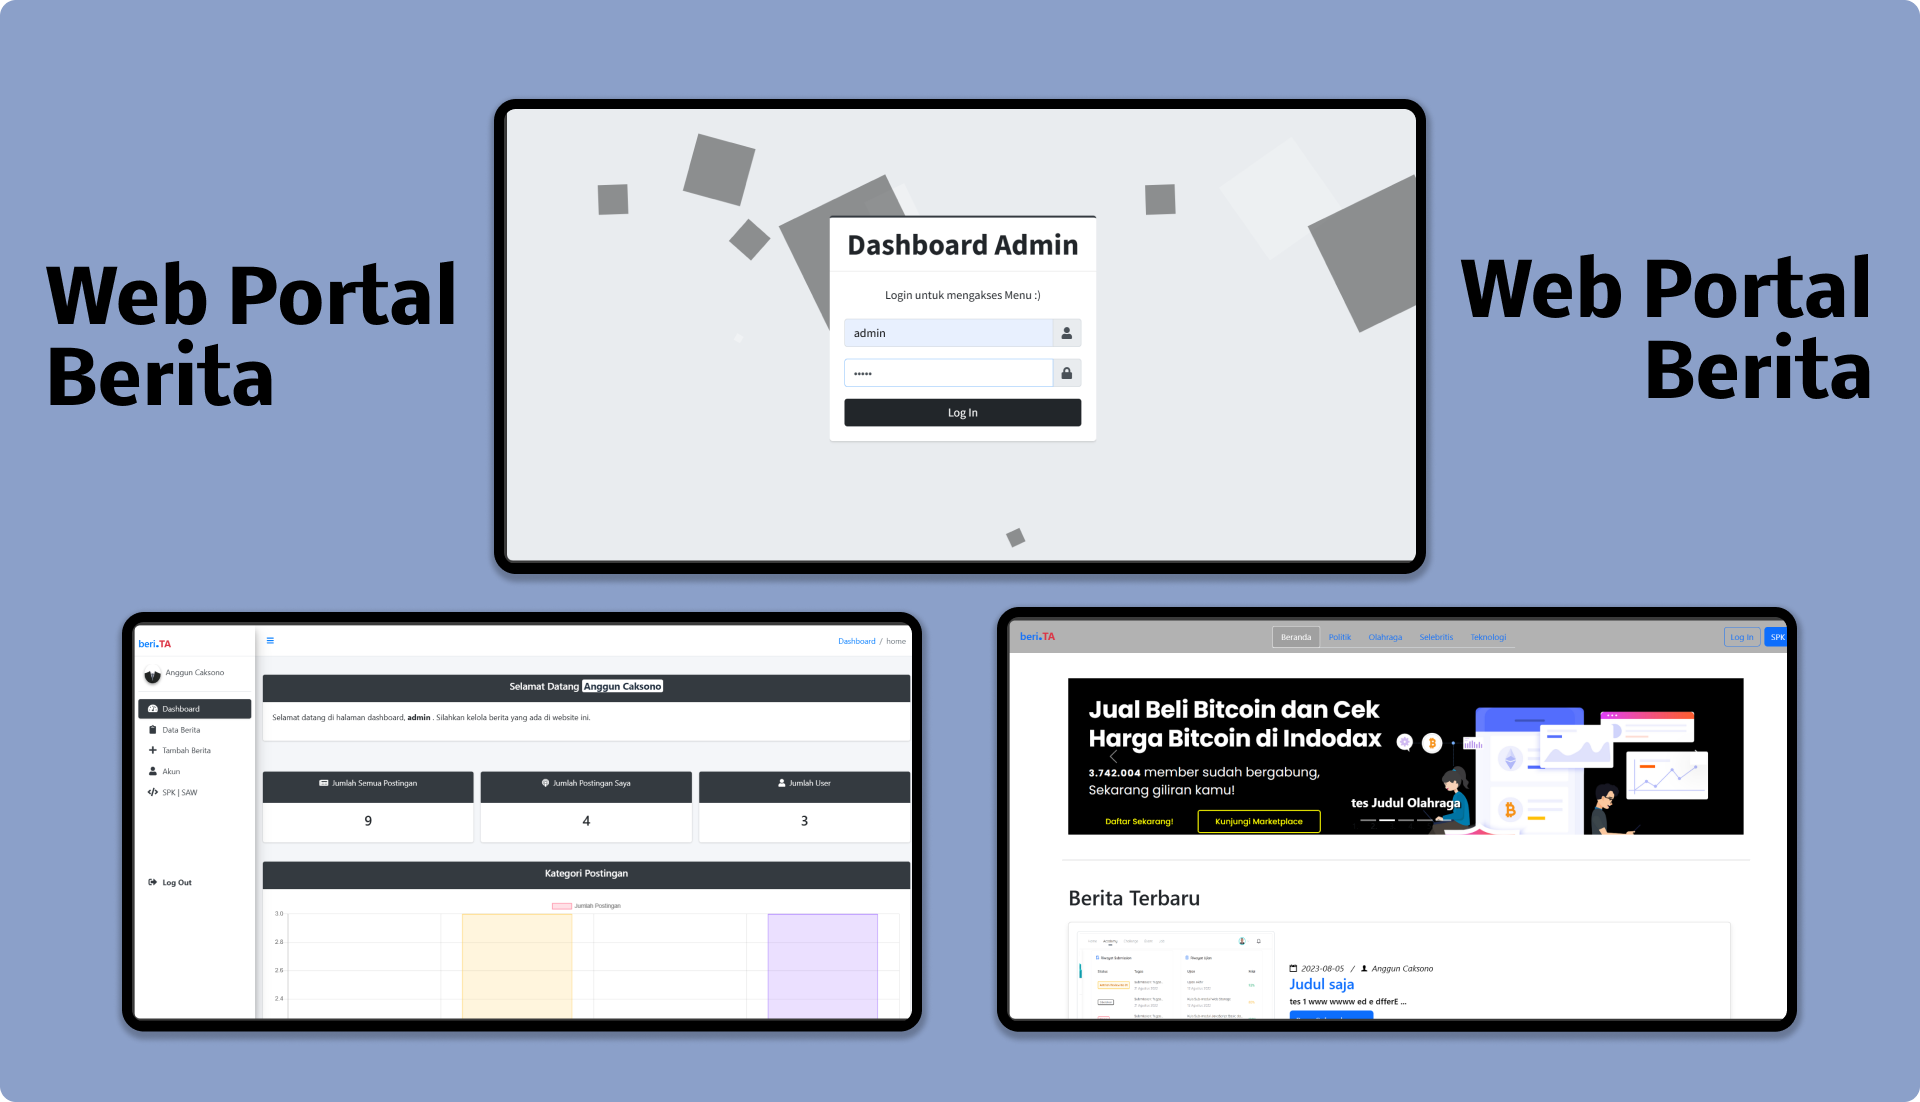 Web Portal
Berita
Dashboard Admin
Login untuk mengakses Menu :)
admin
•••••
Log In
Web Portal
Berita
beri.TA
Anggun Caksono
Dashboard
Data Berita
Tambah Berita
Akun
SPK | SAW
Log Out
Dashboard / home
Selamat Datang Anggun Caksono
Selamat datang di halaman dashboard, admin . Silahkan kelola berita yang ada di website ini.
Jumlah Semua Postingan
9
Jumlah Postingan Saya
4
Jumlah User
3
Kategori Postingan
Jumlah Postingan
3.0
2.8
2.6
2.4
beri.TA
Beranda
Politik
Olahraga
Selebritis
Teknologi
Log In
SPK
Jual Beli Bitcoin dan Cek
Harga Bitcoin di Indodax
3.742.004 member sudah bergabung,
Sekarang giliran kamu!
Daftar Sekarang!
Kunjungi Marketplace
tes Judul Olahraga
Berita Terbaru
2023-08-05 / Anggun Caksono
Judul saja
tes 1 www wwww ed e dfferE ...